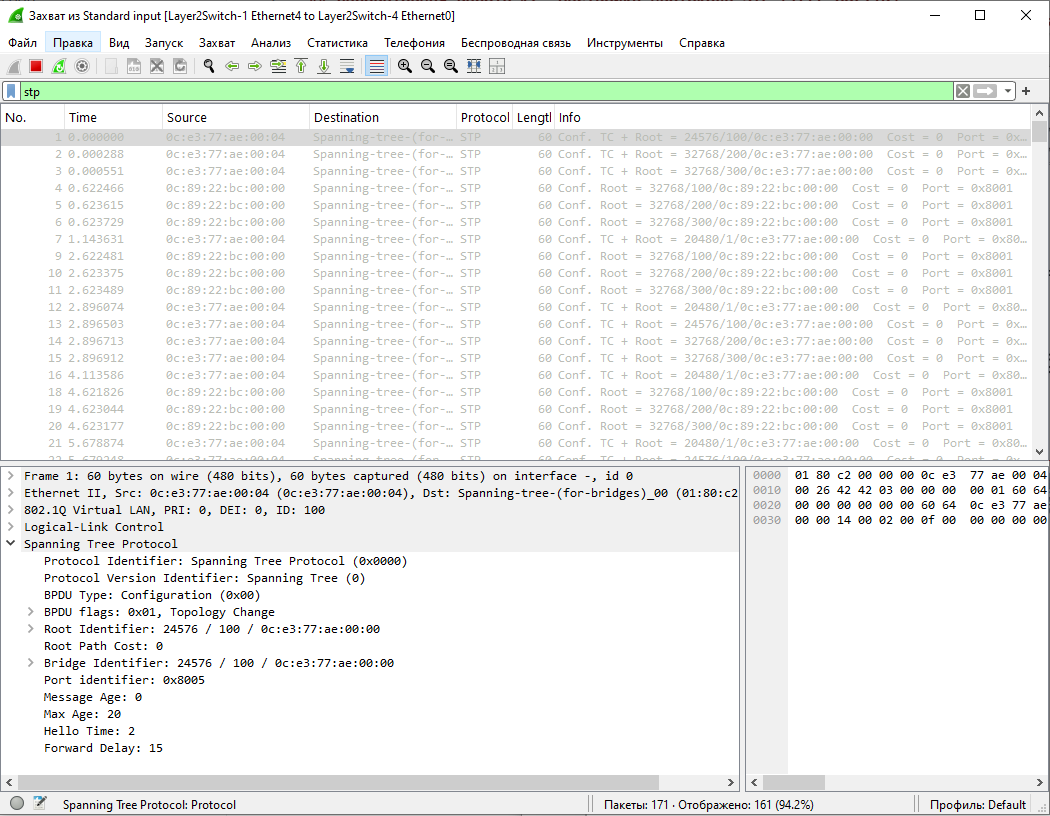 Захват из Standard input [Layer2Switch-1 Ethernet4 to Layer2Switch-4 Ethernet0]
Файл Правка Вид Запуск Захват Анализ Статистика Телефония Беспроводная связь Инструменты Справка
stp
No. Time Source Destination Protocol Lengtl Info
1 0.000000 0c:e3:77:ae:00:04 Spanning-tree-(for-… STP 60 Conf. TC + Root = 24576/100/0c:e3:77:ae:00:00 Cost = 0 Port = 0x…
2 0.000288 0c:e3:77:ae:00:04 Spanning-tree-(for-… STP 60 Conf. TC + Root = 32768/200/0c:e3:77:ae:00:00 Cost = 0 Port = 0x…
3 0.000551 0c:e3:77:ae:00:04 Spanning-tree-(for-… STP 60 Conf. TC + Root = 32768/300/0c:e3:77:ae:00:00 Cost = 0 Port = 0x…
4 0.622466 0c:89:22:bc:00:00 Spanning-tree-(for-… STP 60 Conf. Root = 32768/100/0c:89:22:bc:00:00 Cost = 0 Port = 0x8001
5 0.623615 0c:89:22:bc:00:00 Spanning-tree-(for-… STP 60 Conf. Root = 32768/200/0c:89:22:bc:00:00 Cost = 0 Port = 0x8001
6 0.623729 0c:89:22:bc:00:00 Spanning-tree-(for-… STP 60 Conf. Root = 32768/300/0c:89:22:bc:00:00 Cost = 0 Port = 0x8001
7 1.143631 0c:e3:77:ae:00:04 Spanning-tree-(for-… STP 60 Conf. TC + Root = 20480/1/0c:e3:77:ae:00:00 Cost = 0 Port = 0x80…
9 2.622481 0c:89:22:bc:00:00 Spanning-tree-(for-… STP 60 Conf. Root = 32768/100/0c:89:22:bc:00:00 Cost = 0 Port = 0x8001
10 2.623375 0c:89:22:bc:00:00 Spanning-tree-(for-… STP 60 Conf. Root = 32768/200/0c:89:22:bc:00:00 Cost = 0 Port = 0x8001
11 2.623489 0c:89:22:bc:00:00 Spanning-tree-(for-… STP 60 Conf. Root = 32768/300/0c:89:22:bc:00:00 Cost = 0 Port = 0x8001
12 2.896074 0c:e3:77:ae:00:04 Spanning-tree-(for-… STP 60 Conf. TC + Root = 20480/1/0c:e3:77:ae:00:00 Cost = 0 Port = 0x80…
13 2.896503 0c:e3:77:ae:00:04 Spanning-tree-(for-… STP 60 Conf. TC + Root = 24576/100/0c:e3:77:ae:00:00 Cost = 0 Port = 0x…
14 2.896713 0c:e3:77:ae:00:04 Spanning-tree-(for-… STP 60 Conf. TC + Root = 32768/200/0c:e3:77:ae:00:00 Cost = 0 Port = 0x…
15 2.896912 0c:e3:77:ae:00:04 Spanning-tree-(for-… STP 60 Conf. TC + Root = 32768/300/0c:e3:77:ae:00:00 Cost = 0 Port = 0x…
16 4.113586 0c:e3:77:ae:00:04 Spanning-tree-(for-… STP 60 Conf. TC + Root = 20480/1/0c:e3:77:ae:00:00 Cost = 0 Port = 0x80…
18 4.621826 0c:89:22:bc:00:00 Spanning-tree-(for-… STP 60 Conf. Root = 32768/100/0c:89:22:bc:00:00 Cost = 0 Port = 0x8001
19 4.623044 0c:89:22:bc:00:00 Spanning-tree-(for-… STP 60 Conf. Root = 32768/200/0c:89:22:bc:00:00 Cost = 0 Port = 0x8001
20 4.623177 0c:89:22:bc:00:00 Spanning-tree-(for-… STP 60 Conf. Root = 32768/300/0c:89:22:bc:00:00 Cost = 0 Port = 0x8001
21 5.678874 0c:e3:77:ae:00:04 Spanning-tree-(for-… STP 60 Conf. TC + Root = 20480/1/0c:e3:77:ae:00:00 Cost = 0 Port = 0x80…
Frame 1: 60 bytes on wire (480 bits), 60 bytes captured (480 bits) on interface -, id 0
Ethernet II, Src: 0c:e3:77:ae:00:04 (0c:e3:77:ae:00:04), Dst: Spanning-tree-(for-bridges)_00 (01:80:c2
802.1Q Virtual LAN, PRI: 0, DEI: 0, ID: 100
Logical-Link Control
Spanning Tree Protocol
Protocol Identifier: Spanning Tree Protocol (0x0000)
Protocol Version Identifier: Spanning Tree (0)
BPDU Type: Configuration (0x00)
BPDU flags: 0x01, Topology Change
Root Identifier: 24576 / 100 / 0c:e3:77:ae:00:00
Root Path Cost: 0
Bridge Identifier: 24576 / 100 / 0c:e3:77:ae:00:00
Port identifier: 0x8005
Message Age: 0
Max Age: 20
Hello Time: 2
Forward Delay: 15
0000 01 80 c2 00 00 00 0c e3 77 ae 00 04
0010 00 26 42 42 03 00 00 00 00 01 60 64
0020 00 00 00 00 00 00 60 64 0c e3 77 ae
0030 00 00 14 00 02 00 0f 00 00 00 00 00
Spanning Tree Protocol: Protocol
Пакеты: 171 · Отображено: 161 (94.2%)
Профиль: Default